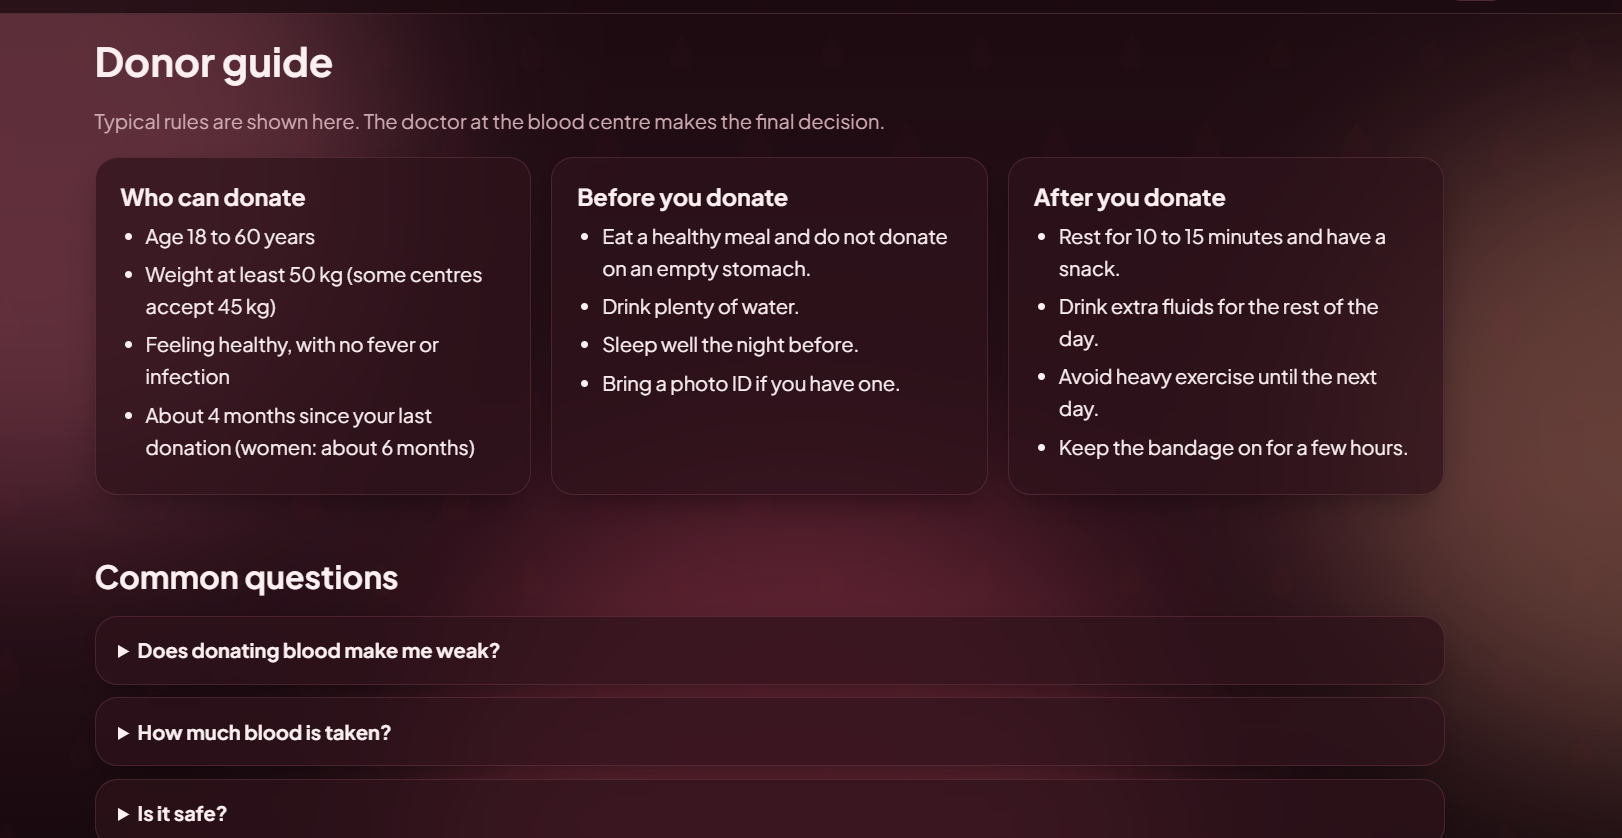 Donor guide
Typical rules are shown here. The doctor at the blood centre makes the final decision.
Who can donate
Age 18 to 60 years
Weight at least 50 kg (some centres
accept 45 kg)
Feeling healthy, with no fever or
infection
About 4 months since your last
donation (women: about 6 months)
Before you donate
Eat a healthy meal and do not donate
on an empty stomach.
Drink plenty of water.
Sleep well the night before.
Bring a photo ID if you have one.
After you donate
Rest for 10 to 15 minutes and have a
snack.
Drink extra fluids for the rest of the
day.
Avoid heavy exercise until the next
day.
Keep the bandage on for a few hours.
Common questions
Does donating blood make me weak?
How much blood is taken?
Is it safe?